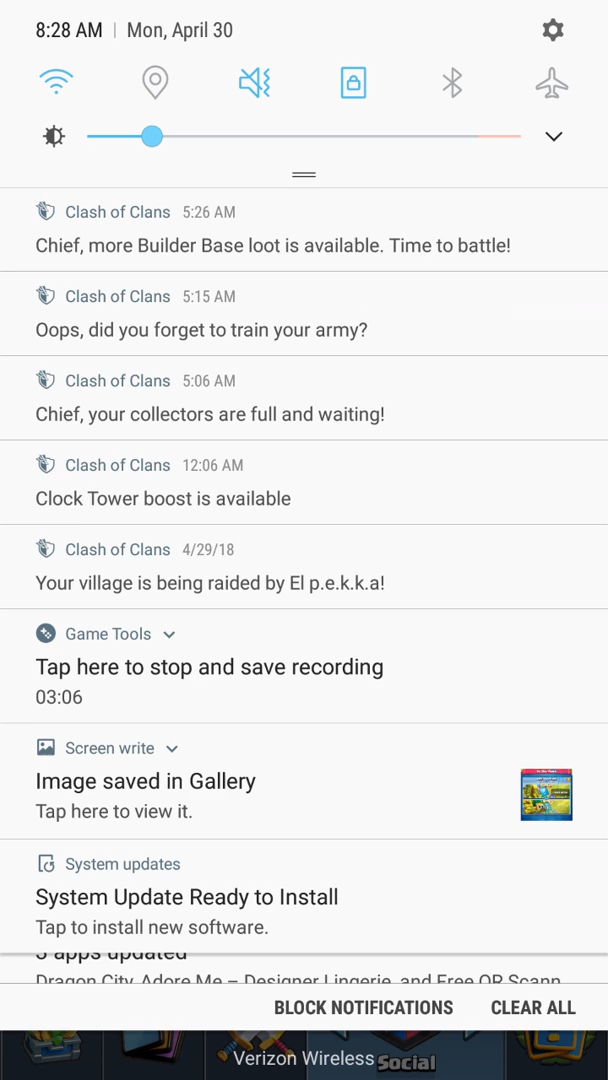 8:28 AM | Mon, April 30
Clash of Clans 5:26 AM
Chief, more Builder Base loot is available. Time to battle!
Clash of Clans 5:15 AM
Oops, did you forget to train your army?
Clash of Clans 5:06 AM
Chief, your collectors are full and waiting!
Clash of Clans 12:06 AM
Clock Tower boost is available
Clash of Clans 4/29/18
Your village is being raided by El p.e.k.k.a!
Game Tools
Tap here to stop and save recording
03:06
Screen write
Image saved in Gallery
Tap here to view it.
System updates
System Update Ready to Install
Tap to install new software.
3 apps updated
Dragon City, Adore Me – Designer Lingerie, and Free QR Scann
BLOCK NOTIFICATIONS CLEAR ALL
Verizon Wireless Social